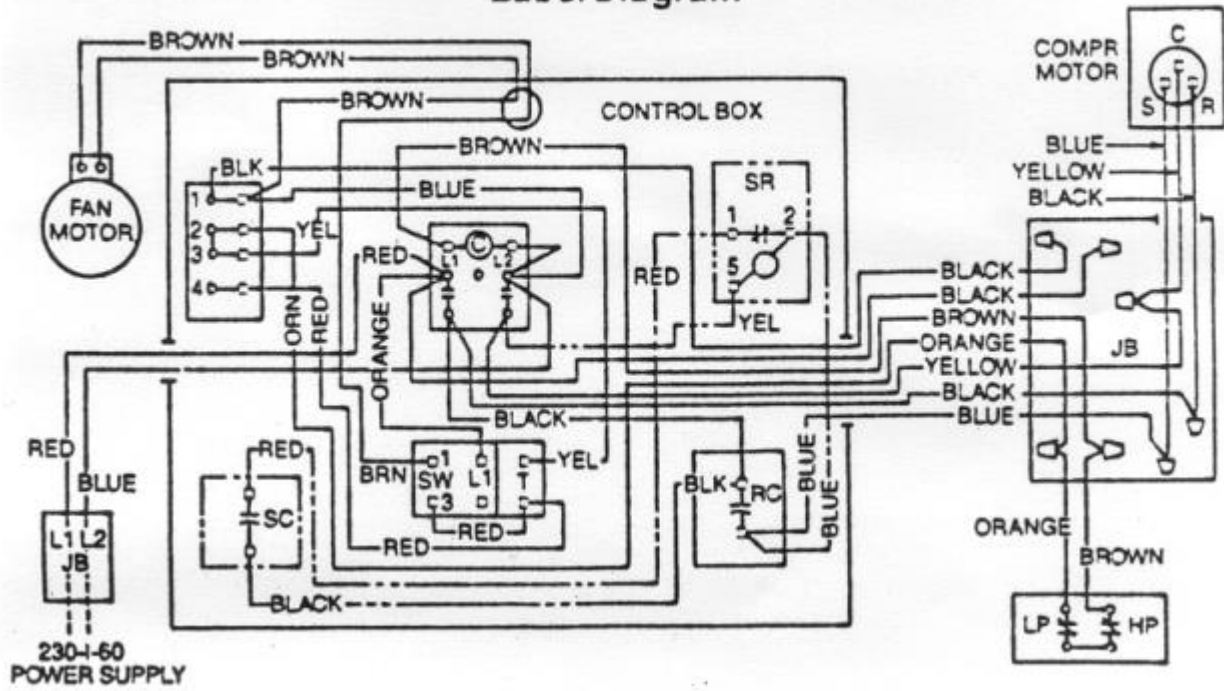 Label Diagram
BROWN
BROWN
BROWN
CONTROL BOX
BROWN
BLK
BLUE
1
2
3
4
YEL
FAN
MOTOR
RED
C
L1
L2
ORANGE
ORN
RED
SR
1
2
5
RED
YEL
COMPR
MOTOR
C
S
R
BLUE
YELLOW
BLACK
BLACK
BLACK
BROWN
ORANGE
YELLOW
BLACK
BLUE
JB
BLACK
RED
BLUE
RED
SC
BRN
1
SW
3
L1
T
YEL
RED
RED
BLACK
BLK
RC
BLUE
BLUE
L1 L2
JB
230-1-60
POWER SUPPLY
ORANGE
BROWN
LP
HP